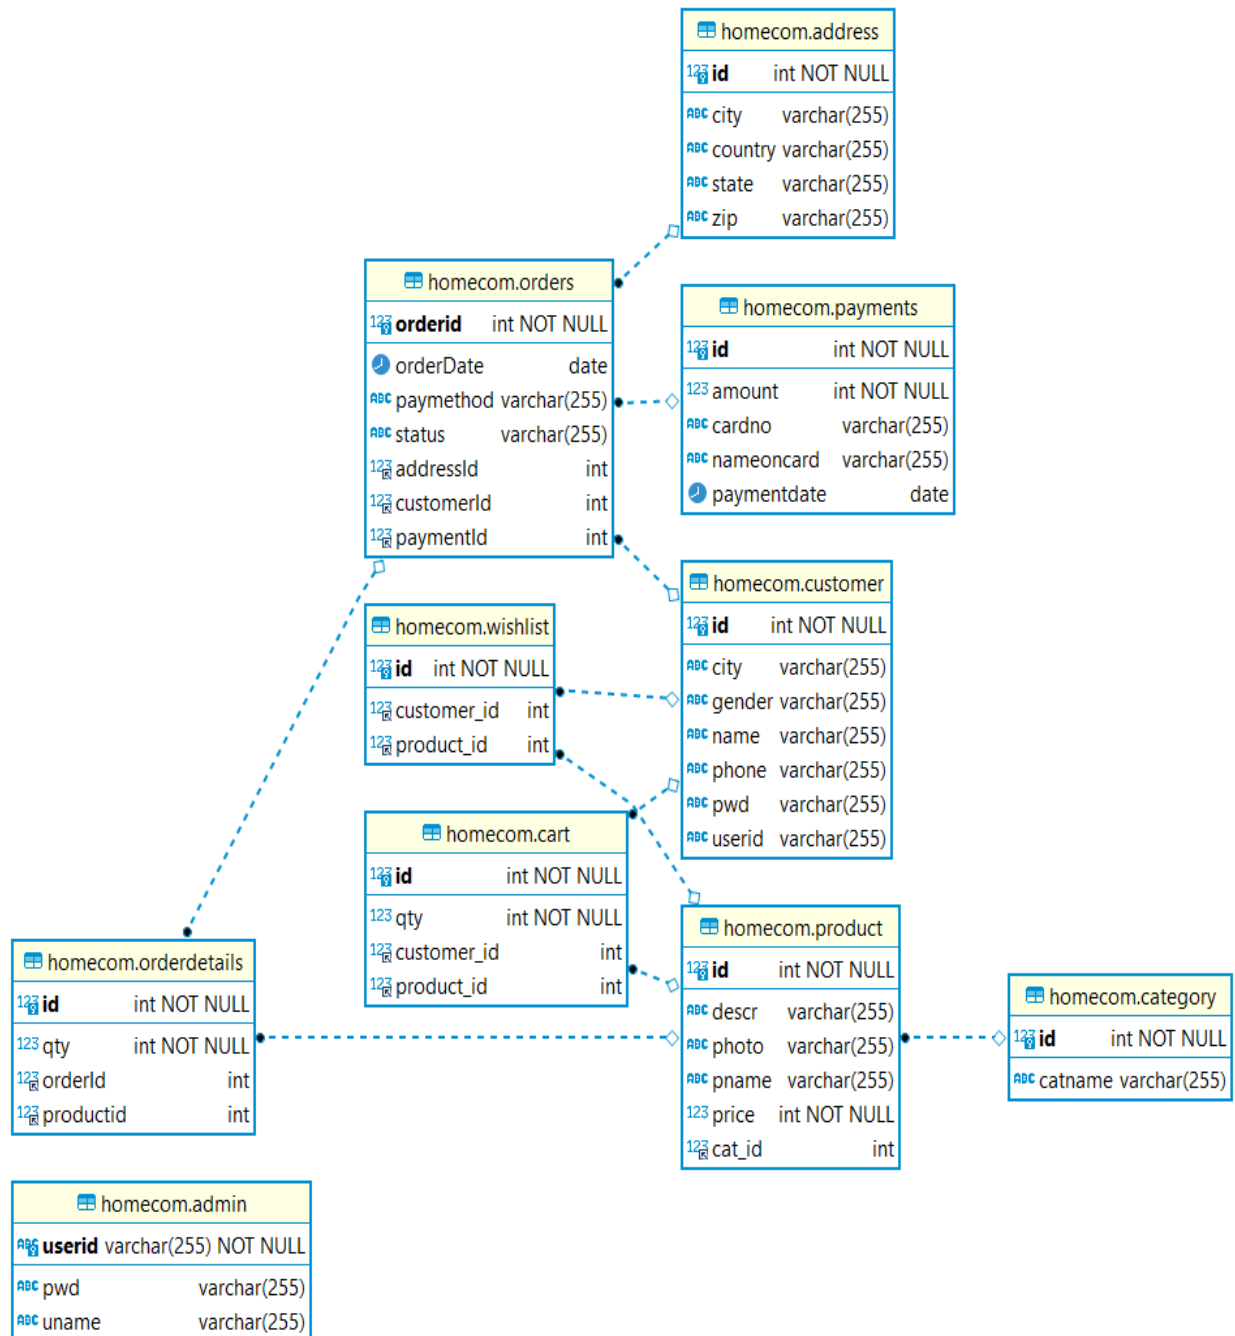 homecom.address
id int NOT NULL
city varchar(255)
country varchar(255)
state varchar(255)
zip varchar(255)
homecom.orders
orderid int NOT NULL
orderDate date
paymethod varchar(255)
status varchar(255)
addressId int
customerId int
paymentId int
homecom.payments
id int NOT NULL
amount int NOT NULL
cardno varchar(255)
nameoncard varchar(255)
paymentdate date
homecom.customer
id int NOT NULL
city varchar(255)
gender varchar(255)
name varchar(255)
phone varchar(255)
pwd varchar(255)
userid varchar(255)
homecom.wishlist
id int NOT NULL
customer_id int
product_id int
homecom.cart
id int NOT NULL
qty int NOT NULL
customer_id int
product_id int
homecom.product
id int NOT NULL
descr varchar(255)
photo varchar(255)
pname varchar(255)
price int NOT NULL
cat_id int
homecom.category
id int NOT NULL
catname varchar(255)
homecom.orderdetails
id int NOT NULL
qty int NOT NULL
orderId int
productid int
homecom.admin
userid varchar(255) NOT NULL
pwd varchar(255)
uname varchar(255)